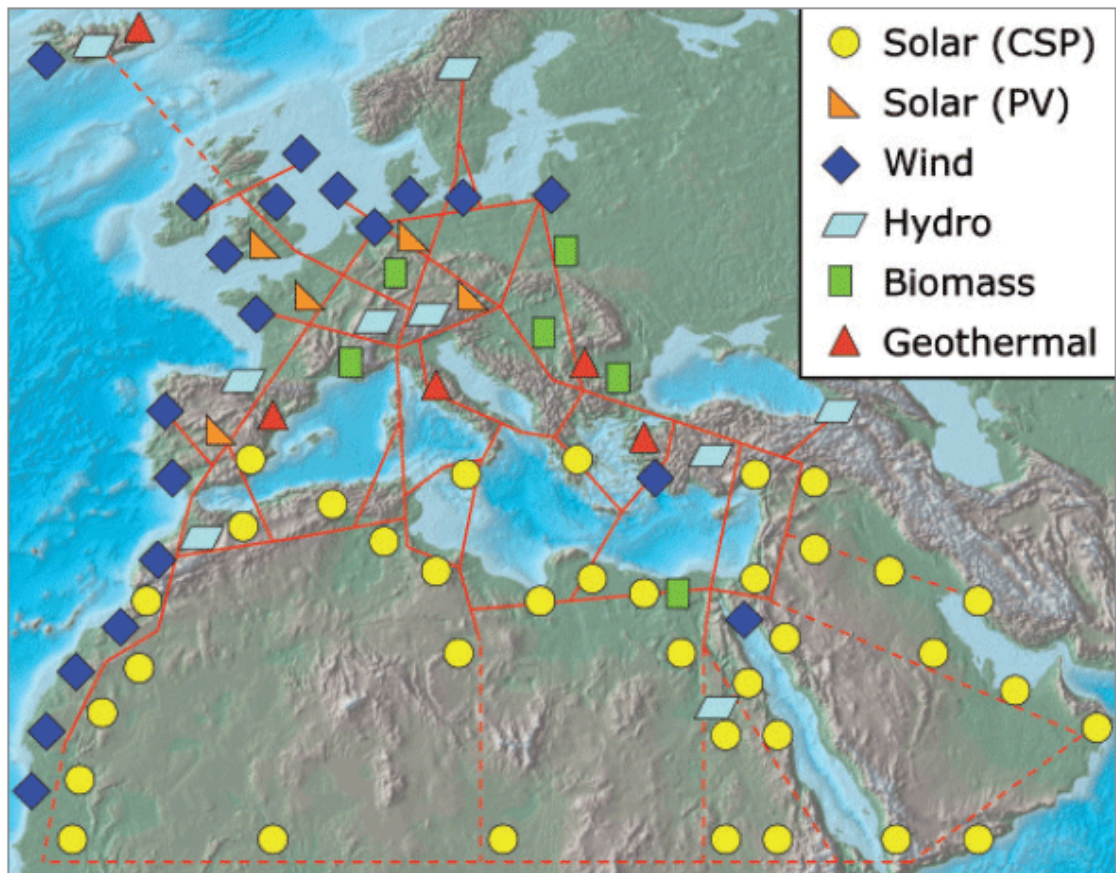 Solar (CSP)
Solar (PV)
Wind
Hydro
Biomass
Geothermal